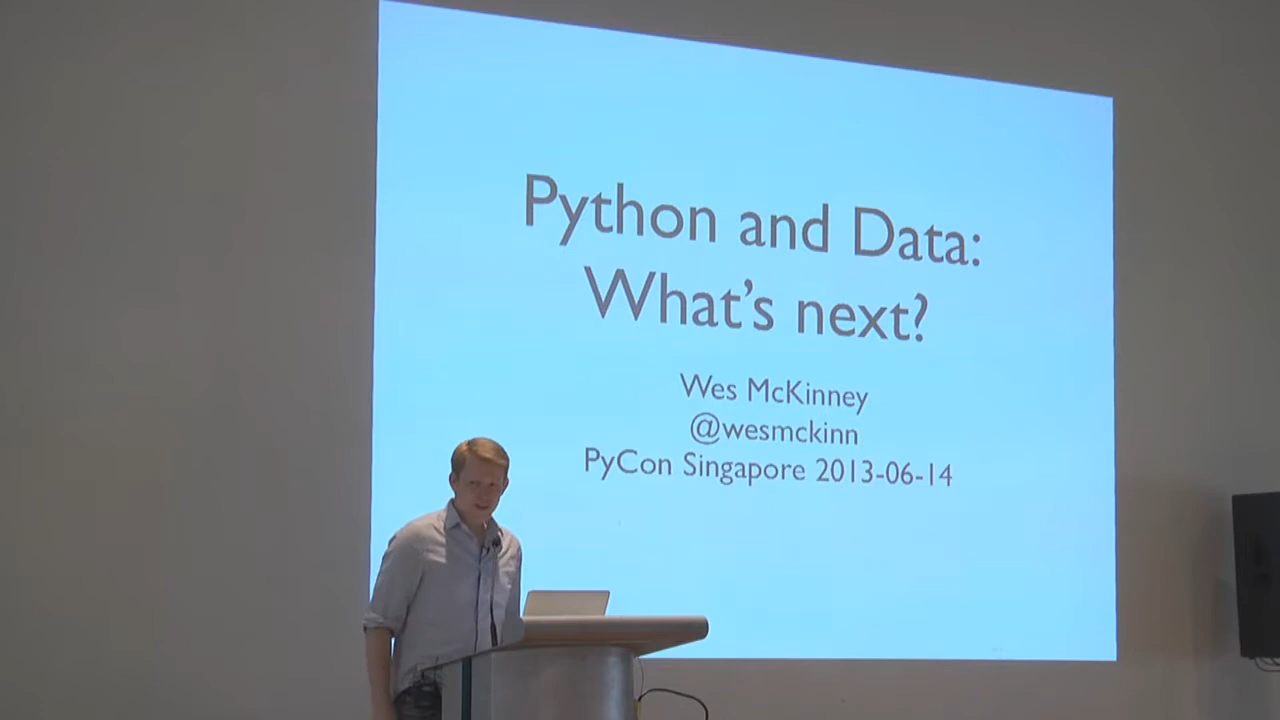 Python and Data:
What's next?
Wes McKinney
@wesmckinn
PyCon Singapore 2013-06-14